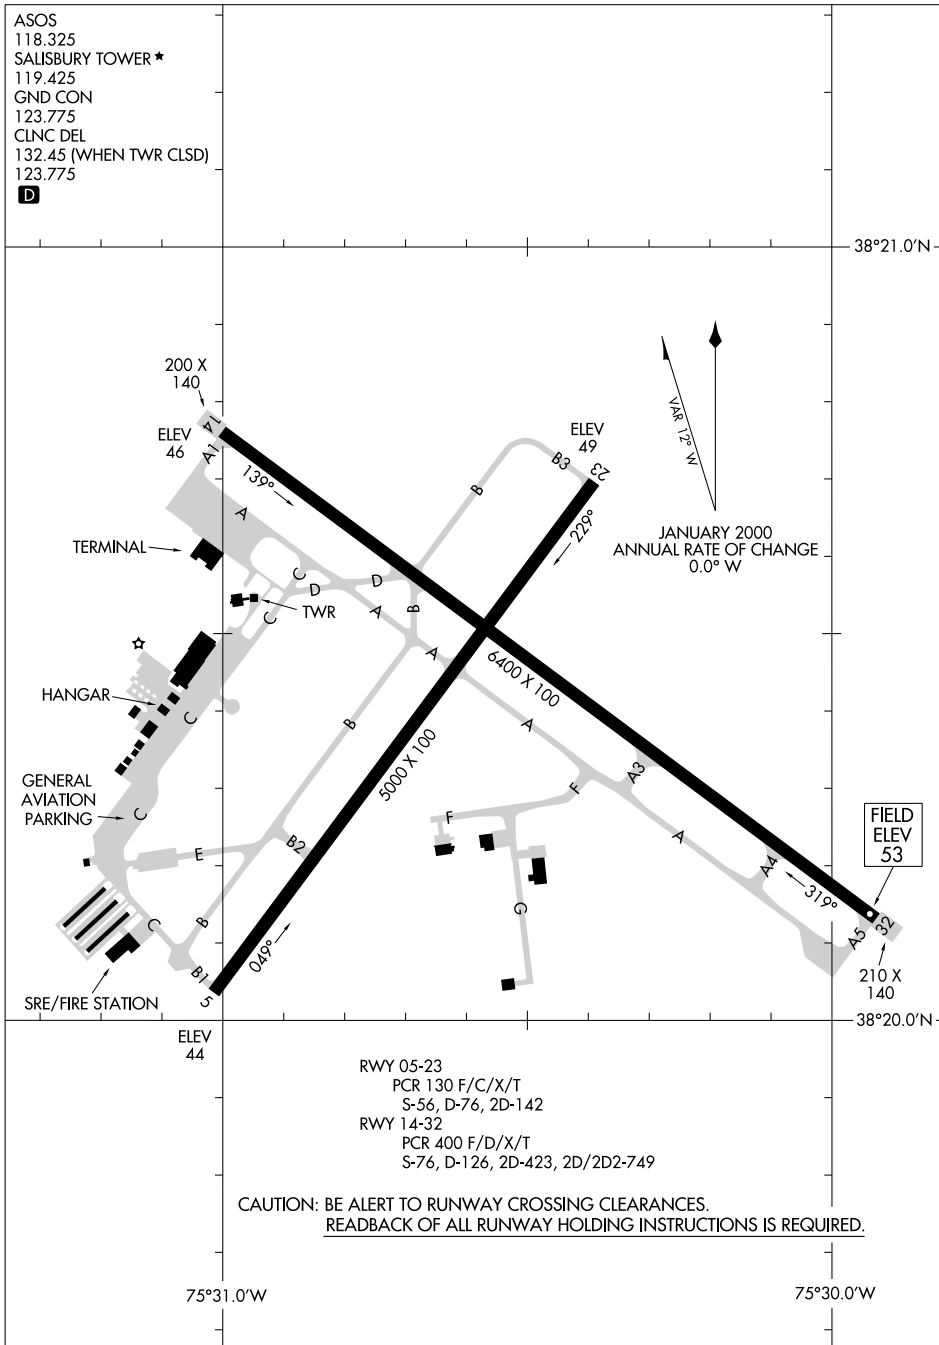 ASOS
118.325
SALISBURY TOWER ★
119.425
GND CON
123.775
CLNC DEL
132.45 (WHEN TWR CLSD)
123.775
D
38°21.0'N
200 X
140
14
ELEV
46
A1
139°
A
TERMINAL
C
D
D
TWR
C
B
A
A
B
B3
ELEV
49
23
229°
VAR 12° W
JANUARY 2000
ANNUAL RATE OF CHANGE
0.0° W
6400 X 100
HANGAR
C
B
5000 X 100
A
A3
F
GENERAL
AVIATION
PARKING
C
F
B2
E
A
FIELD
ELEV
53
A4
319°
G
C
B
049°
B1
5
A5
32
210 X
140
SRE/FIRE STATION
38°20.0'N
ELEV
44
RWY 05-23
PCR 130 F/C/X/T
S-56, D-76, 2D-142
RWY 14-32
PCR 400 F/D/X/T
S-76, D-126, 2D-423, 2D/2D2-749
CAUTION: BE ALERT TO RUNWAY CROSSING CLEARANCES.
READBACK OF ALL RUNWAY HOLDING INSTRUCTIONS IS REQUIRED.
75°31.0'W
75°30.0'W